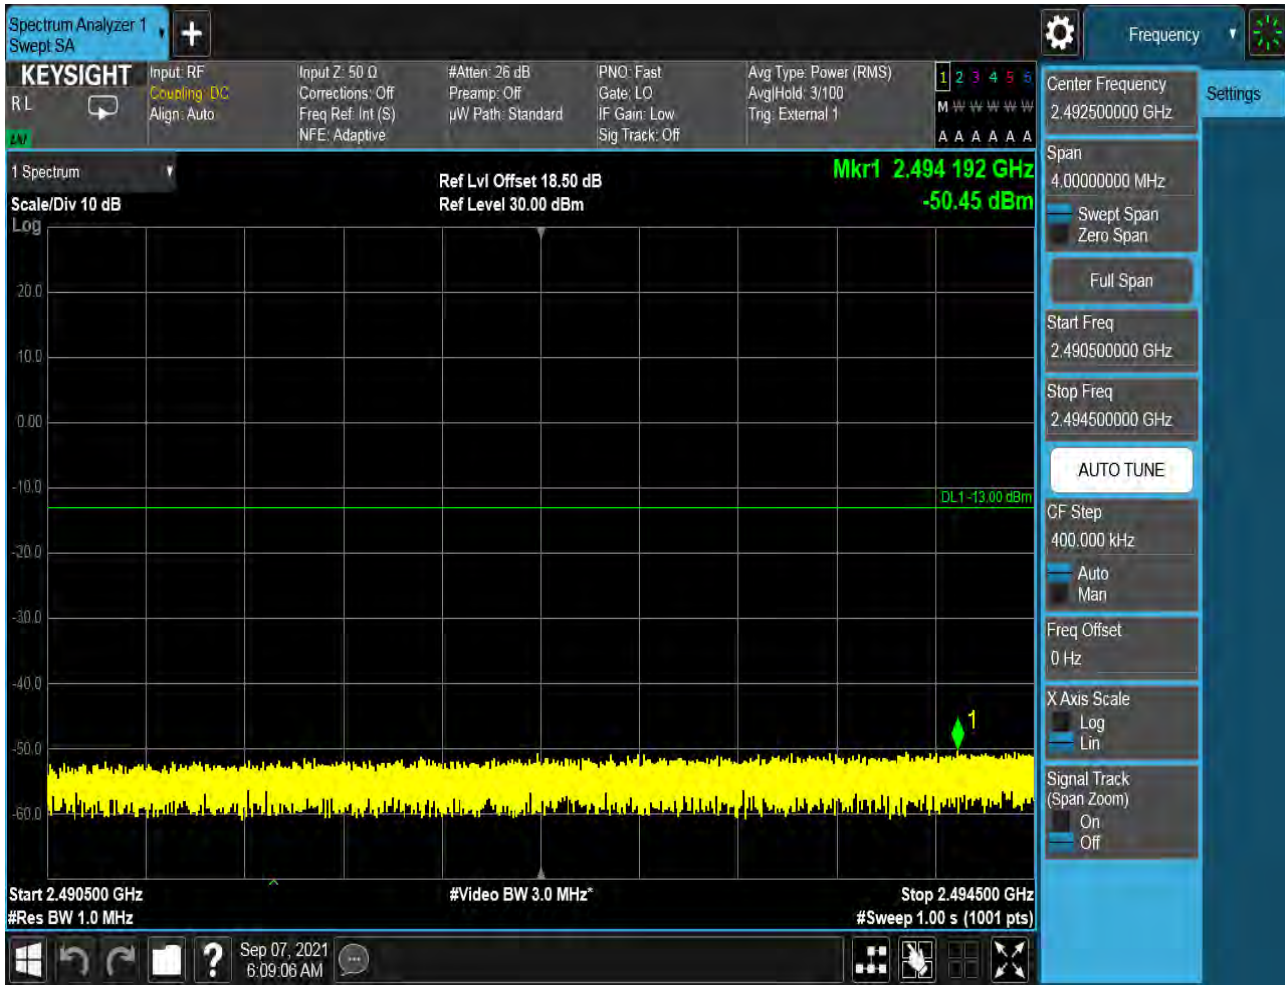 Spectrum Analyzer 1
Swept SA
Frequency
KEYSIGHT
R L
Input: RF
Coupling: DC
Align: Auto
Input Z: 50 Ω
Corrections: Off
Freq Ref: Int (S)
NFE: Adaptive
#Atten: 26 dB
Preamp: Off
µW Path: Standard
PNO: Fast
Gate: LO
IF Gain: Low
Sig Track: Off
Avg Type: Power (RMS)
Avg|Hold: 3/100
Trig: External 1
1 2 3 4 5 6
M W W W W W
A A A A A A
1 Spectrum
Scale/Div 10 dB
Log
Ref Lvl Offset 18.50 dB
Ref Level 30.00 dBm
Mkr1 2.494 192 GHz
-50.45 dBm
20.0
10.0
0.00
-10.0
DL1 -13.00 dBm
-20.0
-30.0
-40.0
1
-50.0
-60.0
Start 2.490500 GHz
#Res BW 1.0 MHz
#Video BW 3.0 MHz*
Stop 2.494500 GHz
#Sweep 1.00 s (1001 pts)
?
Sep 07, 2021
6:09:06 AM
Settings
Center Frequency
2.492500000 GHz
Span
4.00000000 MHz
Swept Span
Zero Span
Full Span
Start Freq
2.490500000 GHz
Stop Freq
2.494500000 GHz
AUTO TUNE
CF Step
400.000 kHz
Auto
Man
Freq Offset
0 Hz
X Axis Scale
Log
Lin
Signal Track
(Span Zoom)
On
Off